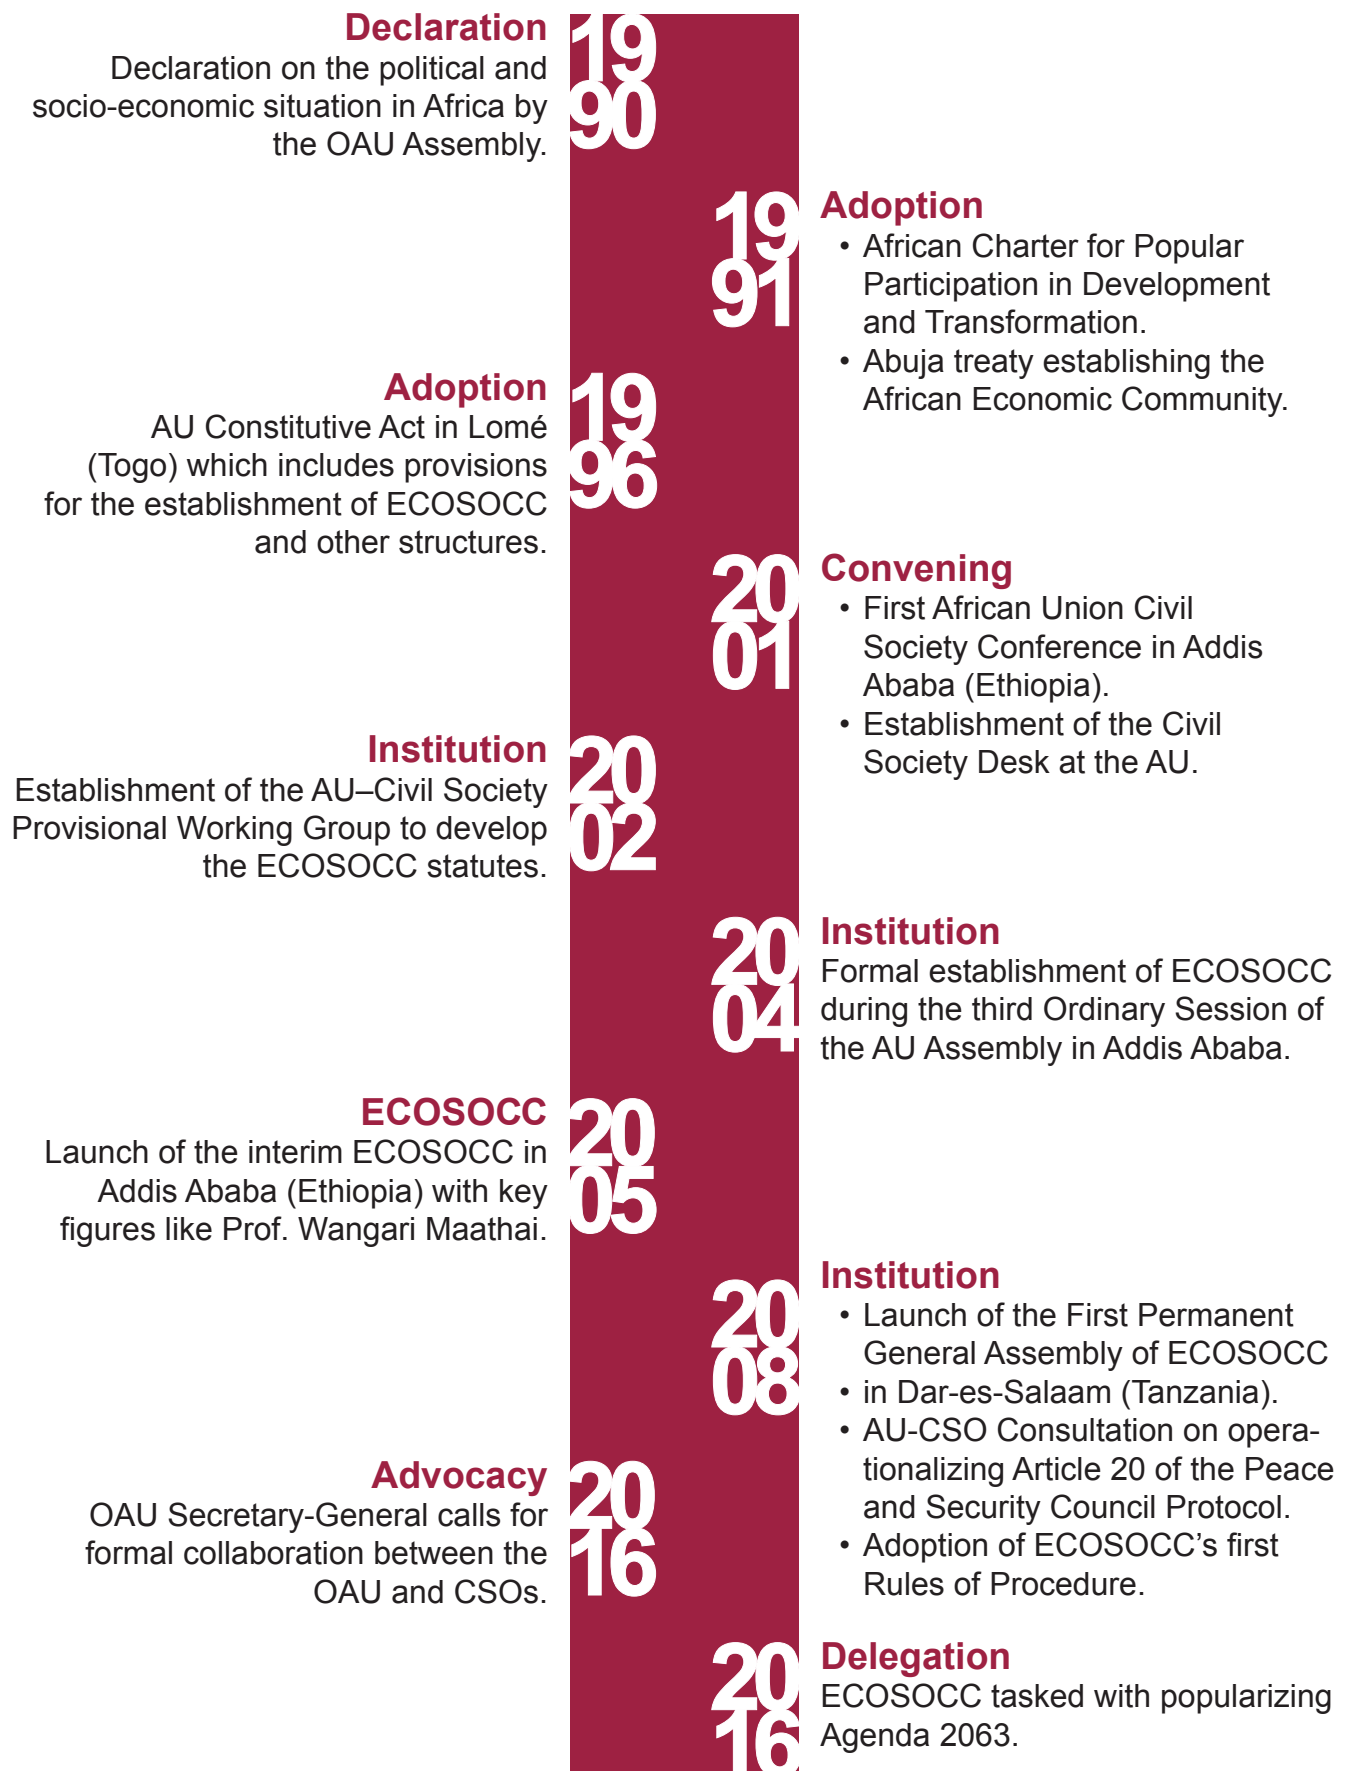 Declaration
Declaration on the political and
socio-economic situation in Africa by
the OAU Assembly.
19
90
19
91
Adoption
• African Charter for Popular
Participation in Development
and Transformation.
• Abuja treaty establishing the
African Economic Community.
Adoption
AU Constitutive Act in Lomé
(Togo) which includes provisions
for the establishment of ECOSOCC
and other structures.
19
96
20
01
Convening
• First African Union Civil
Society Conference in Addis
Ababa (Ethiopia).
• Establishment of the Civil
Society Desk at the AU.
Institution
Establishment of the AU–Civil Society
Provisional Working Group to develop
the ECOSOCC statutes.
20
02
20
04
Institution
Formal establishment of ECOSOCC
during the third Ordinary Session of
the AU Assembly in Addis Ababa.
ECOSOCC
Launch of the interim ECOSOCC in
Addis Ababa (Ethiopia) with key
figures like Prof. Wangari Maathai.
20
05
20
08
Institution
• Launch of the First Permanent
General Assembly of ECOSOCC
• in Dar-es-Salaam (Tanzania).
• AU-CSO Consultation on opera-
tionalizing Article 20 of the Peace
and Security Council Protocol.
• Adoption of ECOSOCC’s first
Rules of Procedure.
Advocacy
OAU Secretary-General calls for
formal collaboration between the
OAU and CSOs.
20
16
20
16
Delegation
ECOSOCC tasked with popularizing
Agenda 2063.